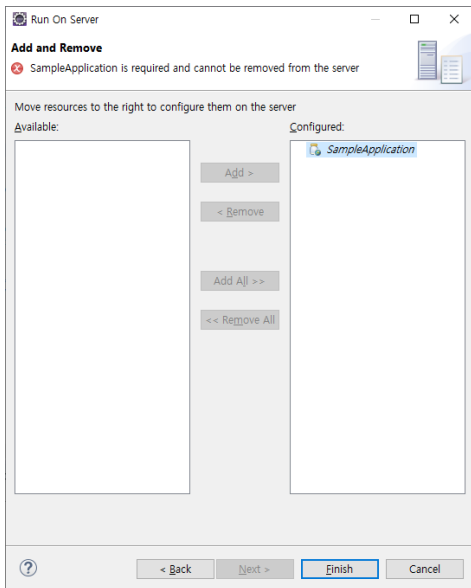 Run On Server
Add and Remove
SampleApplication is required and cannot be removed from the server
Move resources to the right to configure them on the server
Available:
Configured:
SampleApplication
Add >
< Remove
Add All >>
<< Remove All
< Back
Next >
Finish
Cancel